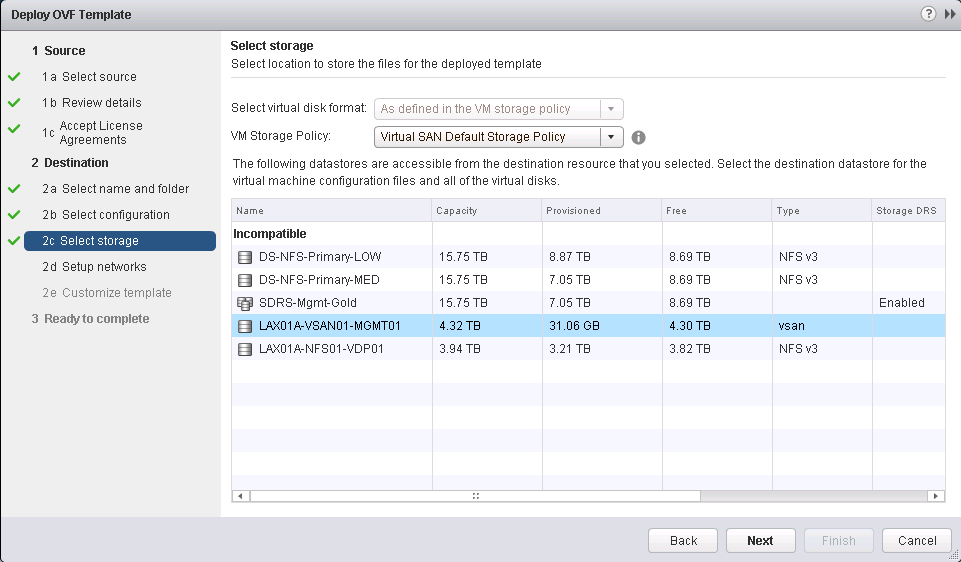 Deploy OVF Template
?
1 Source
1a Select source
1b Review details
1c Accept License
Agreements
2 Destination
2a Select name and folder
2b Select configuration
2c Select storage
2d Setup networks
2e Customize template
3 Ready to complete
Select storage
Select location to store the files for the deployed template
Select virtual disk format: As defined in the VM storage policy
VM Storage Policy: Virtual SAN Default Storage Policy
The following datastores are accessible from the destination resource that you selected. Select the destination datastore for the
virtual machine configuration files and all of the virtual disks.
Name Capacity Provisioned Free Type Storage DRS
Incompatible
DS-NFS-Primary-LOW 15.75 TB 8.87 TB 8.69 TB NFS v3
DS-NFS-Primary-MED 15.75 TB 7.05 TB 8.69 TB NFS v3
SDRS-Mgmt-Gold 15.75 TB 7.05 TB 8.69 TB Enabled
LAX01A-VSAN01-MGMT01 4.32 TB 31.06 GB 4.30 TB vsan
LAX01A-NFS01-VDP01 3.94 TB 3.21 TB 3.82 TB NFS v3
Back Next Finish Cancel